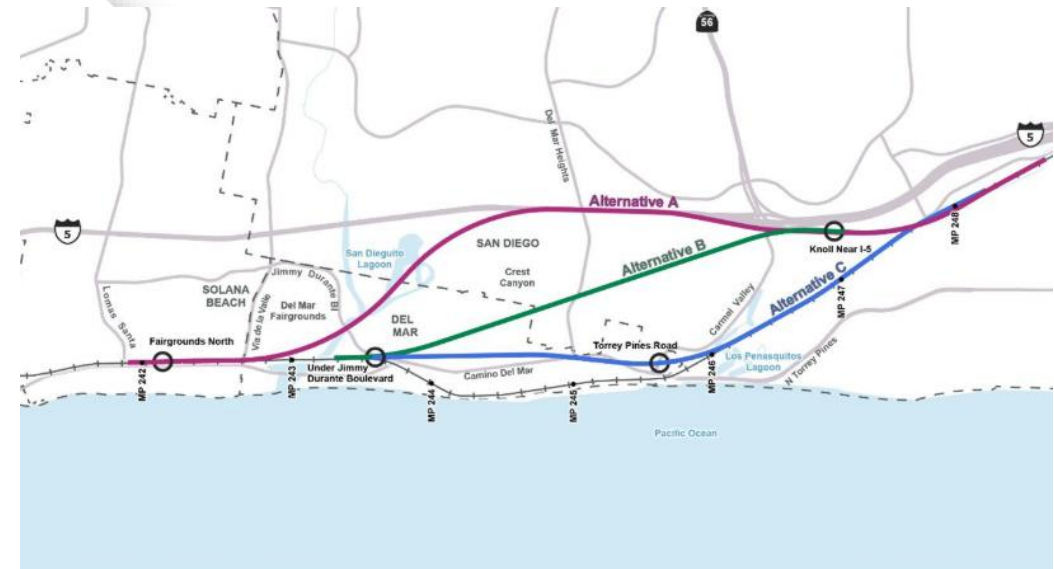 56
5
Del Mar Heights
Alternative A
5
SAN DIEGO
Knoll Near I-5
MP 248
San Dieguito
Lagoon
Alternative B
Crest
Canyon
Alternative C
MP 247
Jimmy Durante Bl
SOLANA
BEACH
Via de la Valle
Del Mar
Fairgrounds
Lomas Santa
DEL
MAR
Carmal Valley
Fairgrounds North
Torrey Pines Road
Los Penasquitos
Lagoon
N Torrey Pines
Under Jimmy
Durante Boulevard
Camino Del Mar
MP 242
MP 243
MP 244
MP 245
MP 246
Pacific Ocean